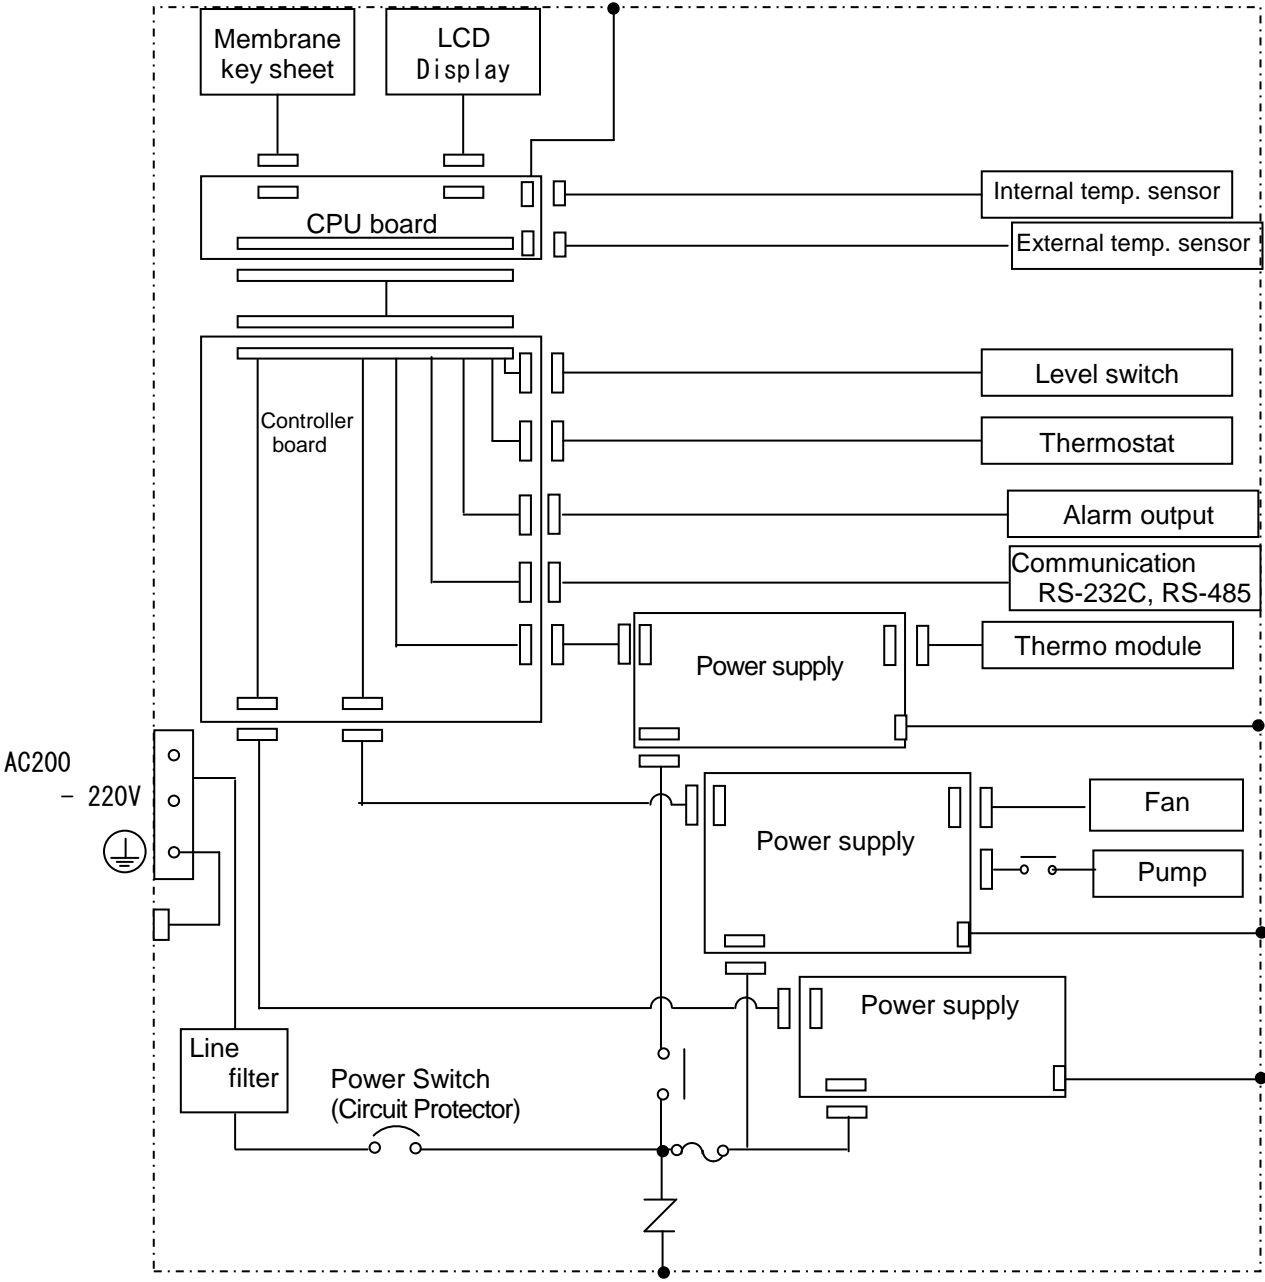 Membrane
key sheet
LCD
Display
CPU board
Internal temp. sensor
External temp. sensor
Controller
board
Level switch
Thermostat
Alarm output
Communication
RS-232C, RS-485
Thermo module
Power supply
AC200
- 220V
Power supply
Fan
Pump
Power supply
Line
filter
Power Switch
(Circuit Protector)